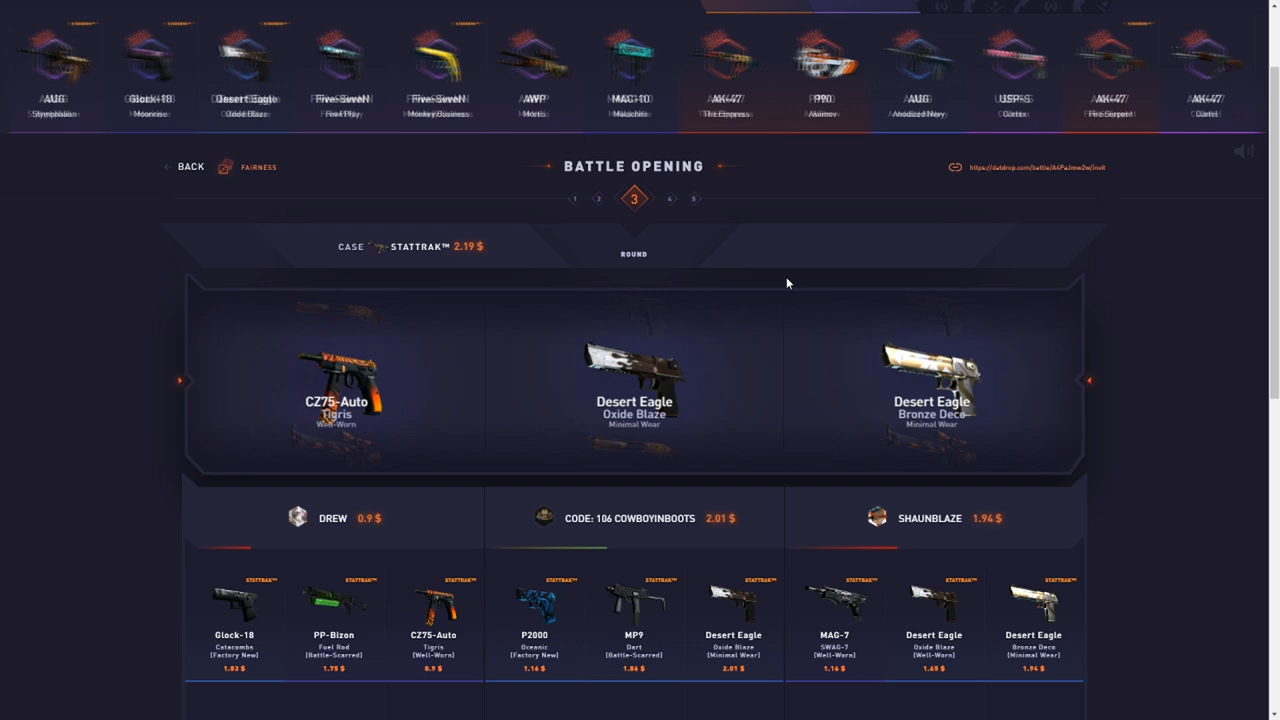 STATTRAK™ STATTRAK™ STATTRAK™ STATTRAK™ STATTRAK™
AUG Glock-18 Desert Eagle Five-SeveN Five-SeveN AWP MAC-10 AK-47 P90 AUG USP-S AK-47 AK-47
Moonrise Oxide Blaze Fowl Play Monkey Business Mortis Malachite The Empress Asiimov Anodized Navy Cortex Fire Serpent Cartel
BACK FAIRNESS BATTLE OPENING https://datdrop.com/battle/A4PaJmw2w/invit
1 2 3 4 5
CASE STATTRAK™ 2.19 $
ROUND
CZ75-Auto Desert Eagle Desert Eagle
Tigris Oxide Blaze Bronze Deco
Well-Worn Minimal Wear Minimal Wear
DREW 0.9 $ CODE: 106 COWBOYINBOOTS 2.01 $ SHAUNBLAZE 1.94 $
STATTRAK™ STATTRAK™ STATTRAK™ STATTRAK™ STATTRAK™ STATTRAK™ STATTRAK™ STATTRAK™ STATTRAK™
Glock-18 PP-Bizon CZ75-Auto P2000 MP9 Desert Eagle MAG-7 Desert Eagle Desert Eagle
Catacombs Fuel Rod Tigris Oceanic Dart Oxide Blaze SWAG-7 Oxide Blaze Bronze Deco
[Factory New] [Battle-Scarred] [Well-Worn] [Factory New] [Battle-Scarred] [Minimal Wear] [Well-Worn] [Well-Worn] [Minimal Wear]
1.83 $ 1.75 $ 0.9 $ 1.16 $ 1.86 $ 2.01 $ 1.16 $ 1.65 $ 1.94 $